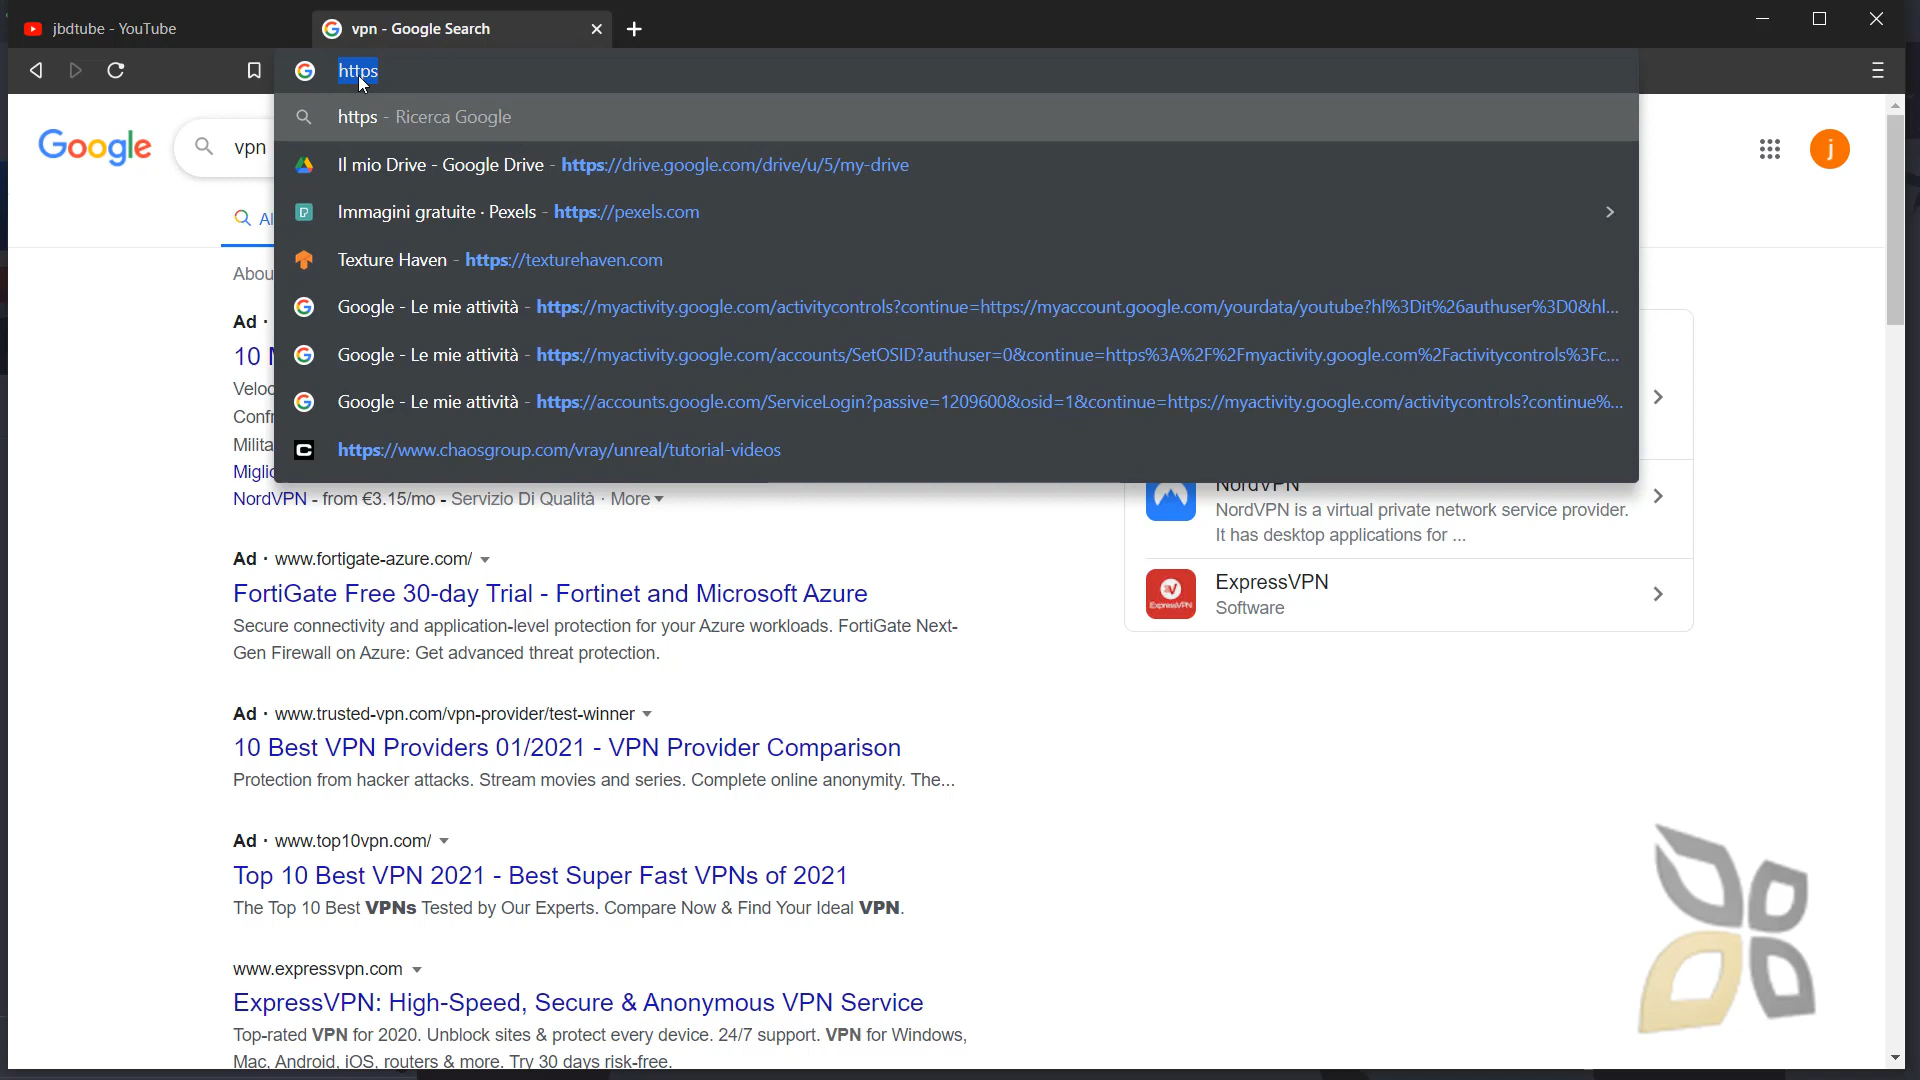 jbdtube - YouTube
vpn - Google Search
https
https - Ricerca Google
Il mio Drive - Google Drive - https://drive.google.com/drive/u/5/my-drive
Immagini gratuite · Pexels - https://pexels.com
Texture Haven - https://texturehaven.com
Google - Le mie attività - https://myactivity.google.com/activitycontrols?continue=https://myaccount.google.com/yourdata/youtube?hl%3Dit%26authuser%3D0&hl...
Google - Le mie attività - https://myactivity.google.com/accounts/SetOSID?authuser=0&continue=https%3A%2F%2Fmyactivity.google.com%2Factivitycontrols%3Fc...
Google - Le mie attività - https://accounts.google.com/ServiceLogin?passive=1209600&osid=1&continue=https://myactivity.google.com/activitycontrols?continue%...
https://www.chaosgroup.com/vray/unreal/tutorial-videos
Google
vpn
j
Al
Abou
Ad ·
10
Veloc
Confr
Milita
Miglio
NordVPN - from €3.15/mo - Servizio Di Qualità · More
Ad · www.fortigate-azure.com/
FortiGate Free 30-day Trial - Fortinet and Microsoft Azure
Secure connectivity and application-level protection for your Azure workloads. FortiGate Next-
Gen Firewall on Azure: Get advanced threat protection.
Ad · www.trusted-vpn.com/vpn-provider/test-winner
10 Best VPN Providers 01/2021 - VPN Provider Comparison
Protection from hacker attacks. Stream movies and series. Complete online anonymity. The...
Ad · www.top10vpn.com/
Top 10 Best VPN 2021 - Best Super Fast VPNs of 2021
The Top 10 Best VPNs Tested by Our Experts. Compare Now & Find Your Ideal VPN.
www.expressvpn.com
ExpressVPN: High-Speed, Secure & Anonymous VPN Service
Top-rated VPN for 2020. Unblock sites & protect every device. 24/7 support. VPN for Windows,
Mac, Android, iOS, routers & more. Try 30 days risk-free.
NordVPN
NordVPN is a virtual private network service provider.
It has desktop applications for ...
ExpressVPN
ExpressVPN
Software